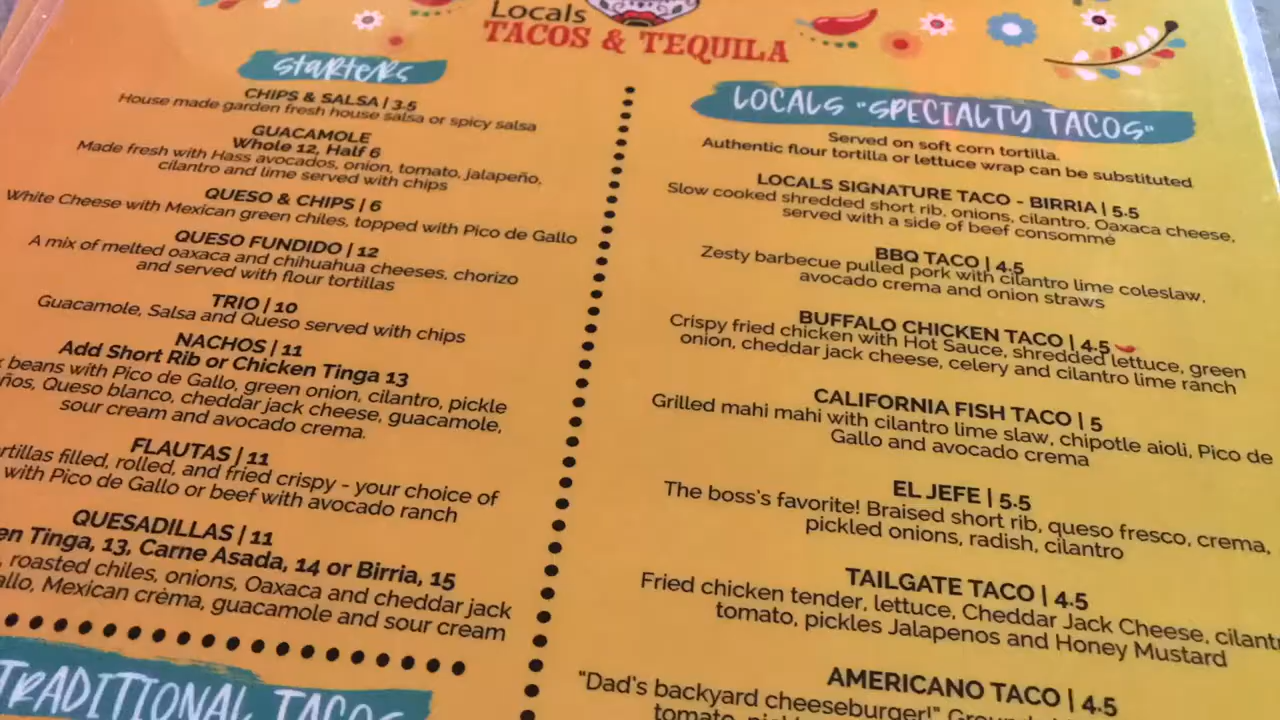 Locals
TACOS & TEQUILA
starters
CHIPS & SALSA | 3.5
House made garden fresh house salsa or spicy salsa
GUACAMOLE
Whole 12, Half 6
Made fresh with Hass avocados, onion, tomato, jalapeño,
cilantro and lime served with chips
QUESO & CHIPS | 6
White Cheese with Mexican green chiles, topped with Pico de Gallo
QUESO FUNDIDO | 12
A mix of melted oaxaca and chihuahua cheeses, chorizo
and served with flour tortillas
TRIO | 10
Guacamole, Salsa and Queso served with chips
NACHOS | 11
Add Short Rib or Chicken Tinga 13
beans with Pico de Gallo, green onion, cilantro, pickle
Queso blanco, cheddar jack cheese, guacamole,
sour cream and avocado crema.
FLAUTAS | 11
filled, rolled, and fried crispy - your choice of
with Pico de Gallo or beef with avocado ranch
QUESADILLAS | 11
Tinga, 13, Carne Asada, 14 or Birria, 15
, roasted chiles, onions, Oaxaca and cheddar jack
Mexican crema, guacamole and sour cream
TRADITIONAL TACOS
LOCALS "SPECIALTY TACOS"
Served on soft corn tortilla.
Authentic flour tortilla or lettuce wrap can be substituted
LOCALS SIGNATURE TACO - BIRRIA | 5.5
Slow cooked shredded short rib, onions, cilantro, Oaxaca cheese,
served with a side of beef consommé
BBQ TACO | 4.5
Zesty barbecue pulled pork with cilantro lime coleslaw,
avocado crema and onion straws
BUFFALO CHICKEN TACO | 4.5
Crispy fried chicken with Hot Sauce, shredded lettuce, green
onion, cheddar jack cheese, celery and cilantro lime ranch
CALIFORNIA FISH TACO | 5
Grilled mahi mahi with cilantro lime slaw, chipotle aioli, Pico de
Gallo and avocado crema
EL JEFE | 5.5
The boss's favorite! Braised short rib, queso fresco, crema,
pickled onions, radish, cilantro
TAILGATE TACO | 4.5
Fried chicken tender, lettuce, Cheddar Jack Cheese, cilant
tomato, pickles Jalapenos and Honey Mustard
AMERICANO TACO | 4.5
"Dad's backyard cheeseburger!"
tomato,